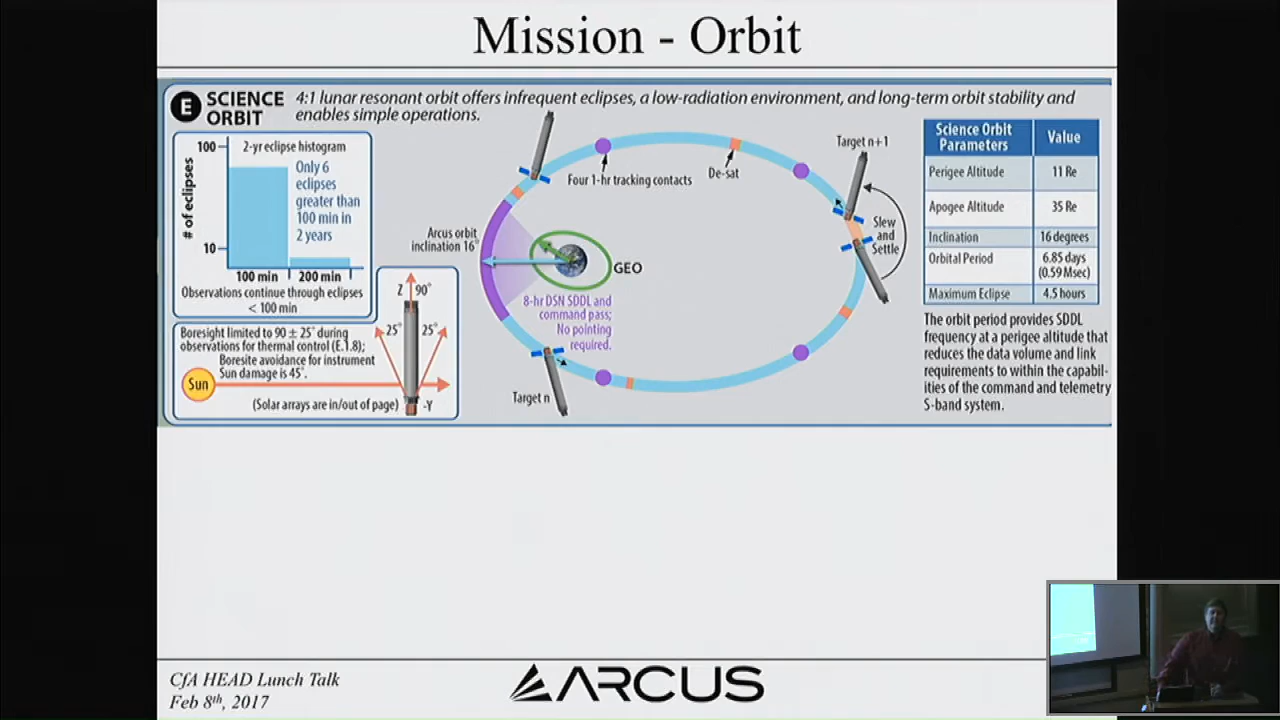 Mission - Orbit
E SCIENCE ORBIT
4:1 lunar resonant orbit offers infrequent eclipses, a low-radiation environment, and long-term orbit stability and
enables simple operations.
100
2-yr eclipse histogram
# of eclipses
Only 6
eclipses
greater than
100 min in
2 years
10
100 min 200 min
Observations continue through eclipses
< 100 min
Boresight limited to 90 ± 25° during
observations for thermal control (E.1.8);
Boresite avoidance for instrument
Sun damage is 45°.
Sun
(Solar arrays are in/out of page)
Z 90°
25° 25°
-Y
Four 1-hr tracking contacts
De-sat
Target n+1
Slew
and
Settle
Arcus orbit
inclination 16°
GEO
8-hr DSN SDDL and
command pass;
No pointing
required.
Target n
Science Orbit
Parameters
Value
Perigee Altitude 11 Re
Apogee Altitude 35 Re
Inclination 16 degrees
Orbital Period 6.85 days
(0.59 Msec)
Maximum Eclipse 4.5 hours
The orbit period provides SDDL
frequency at a perigee altitude that
reduces the data volume and link
requirements to within the capabil-
ities of the command and telemetry
S-band system.
CfA HEAD Lunch Talk
Feb 8th, 2017
ARCUS